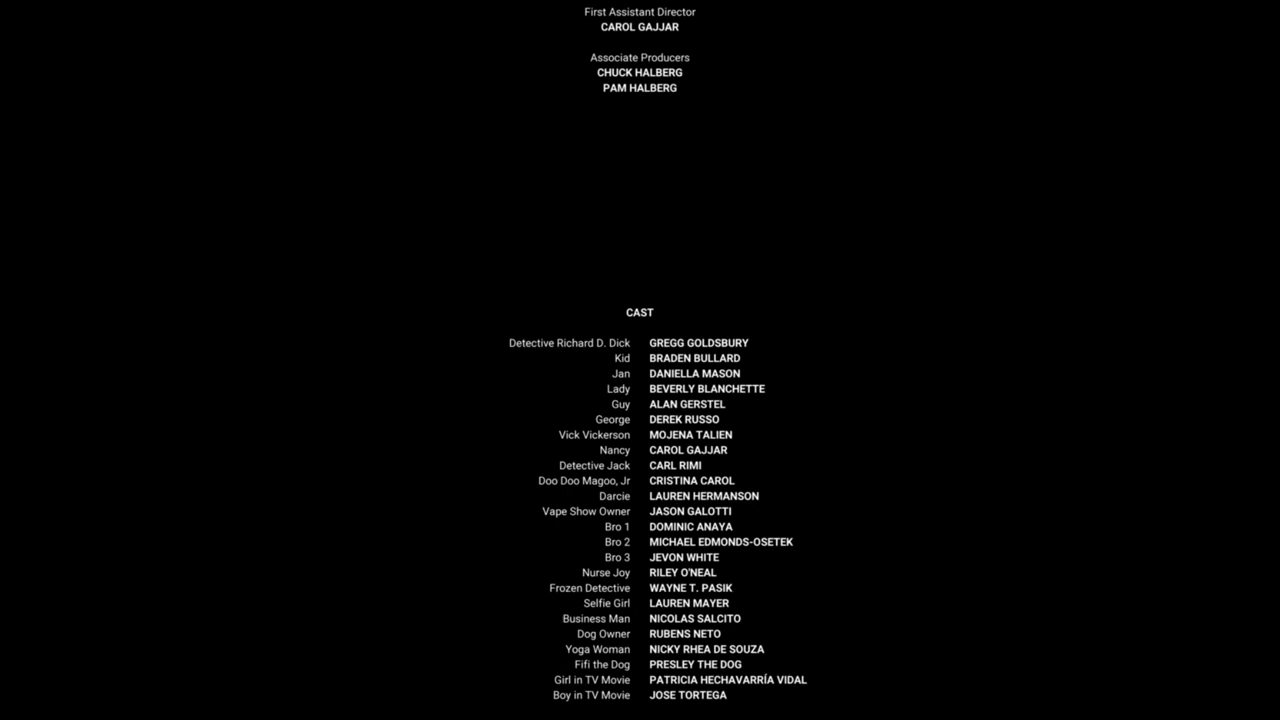 First Assistant Director
CAROL GAJJAR
Associate Producers
CHUCK HALBERG
PAM HALBERG
CAST
Detective Richard D. Dick GREGG GOLDSBURY
Kid BRADEN BULLARD
Jan DANIELLA MASON
Lady BEVERLY BLANCHETTE
Guy ALAN GERSTEL
George DEREK RUSSO
Vick Vickerson MOJENA TALIEN
Nancy CAROL GAJJAR
Detective Jack CARL RIMI
Doo Doo Magoo, Jr CRISTINA CAROL
Darcie LAUREN HERMANSON
Vape Show Owner JASON GALOTTI
Bro 1 DOMINIC ANAYA
Bro 2 MICHAEL EDMONDS-OSETEK
Bro 3 JEVON WHITE
Nurse Joy RILEY O'NEAL
Frozen Detective WAYNE T. PASIK
Selfie Girl LAUREN MAYER
Business Man NICOLAS SALCITO
Dog Owner RUBENS NETO
Yoga Woman NICKY RHEA DE SOUZA
Fifi the Dog PRESLEY THE DOG
Girl in TV Movie PATRICIA HECHAVARRÍA VIDAL
Boy in TV Movie JOSE TORTEGA